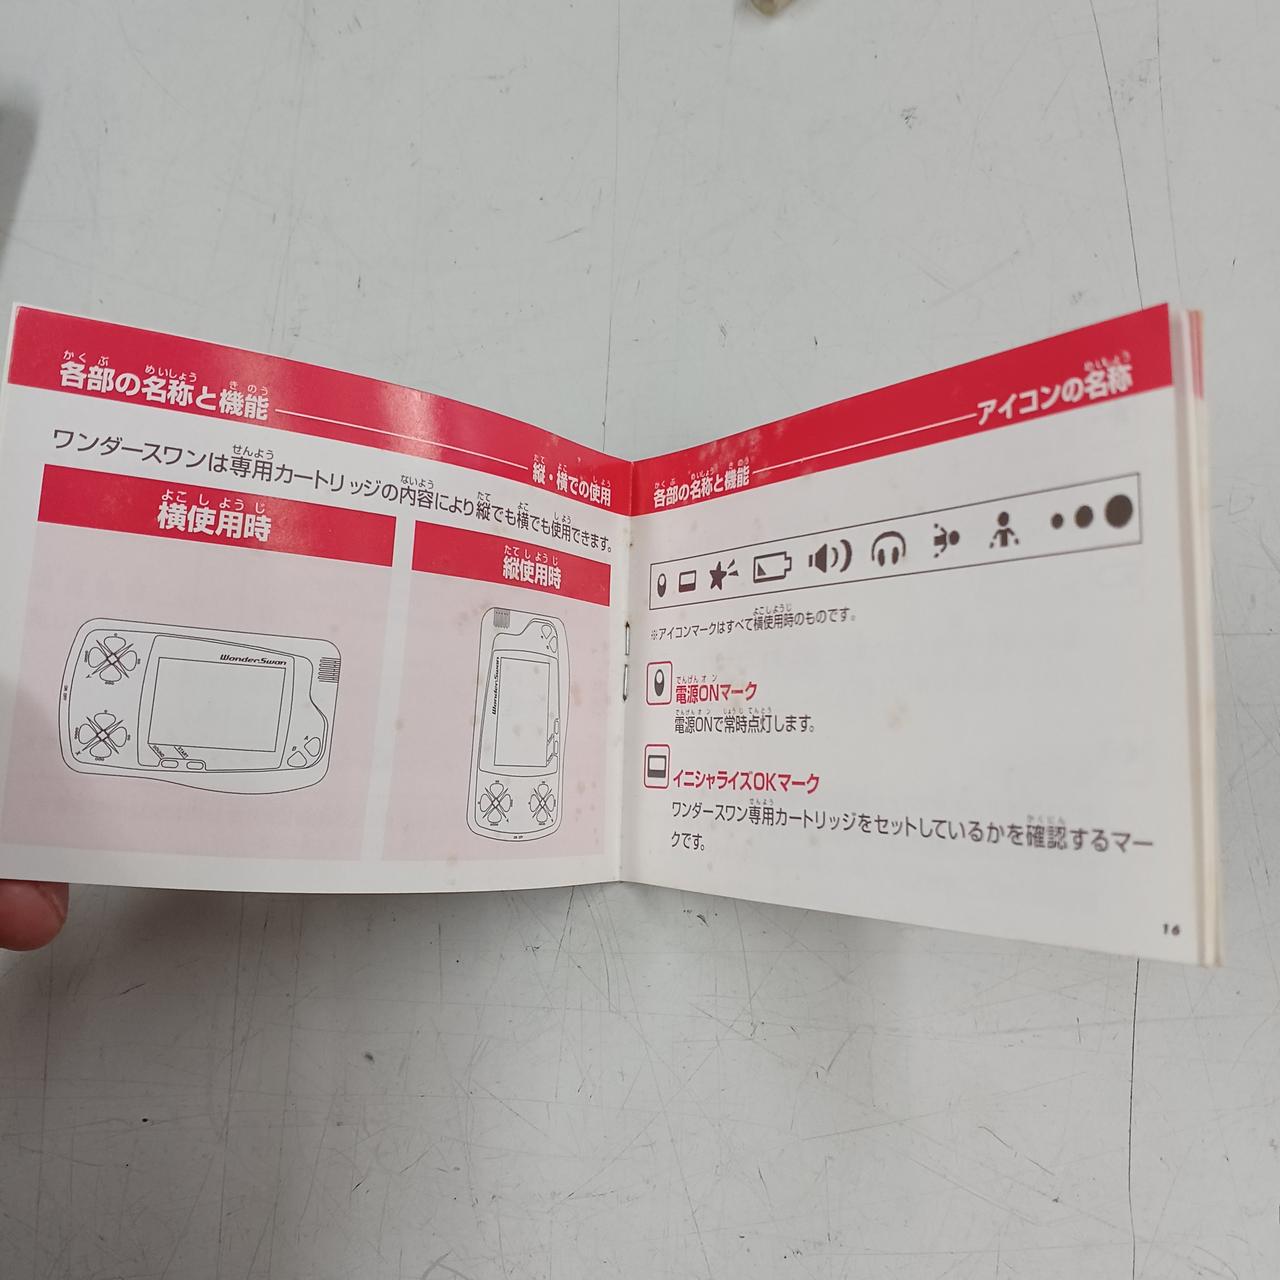 各部の名称と機能
縦・横での使用
ワンダースワンは専用カートリッジの内容により縦でも横でも使用できます。
横使用時
WonderSwan
SOUND
START
縦使用時
WonderSwan
各部の名称と機能
アイコンの名称
※アイコンマークはすべて横使用時のものです。
電源ONマーク
電源ONで常時点灯します。
イニシャライズOKマーク
ワンダースワン専用カートリッジをセットしているかを確認するマー
クです。
16